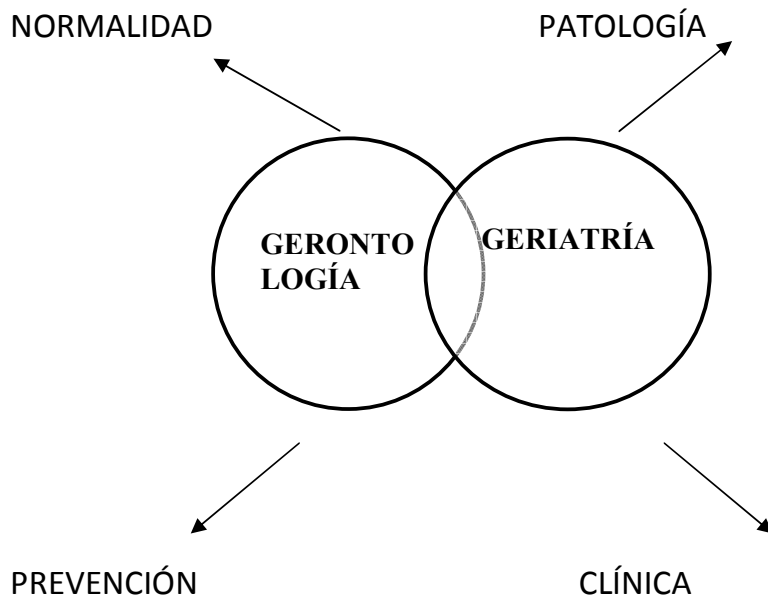 NORMALIDAD
PATOLOGÍA
GERONTO
LOGÍA
GERIATRÍA
PREVENCIÓN
CLÍNICA